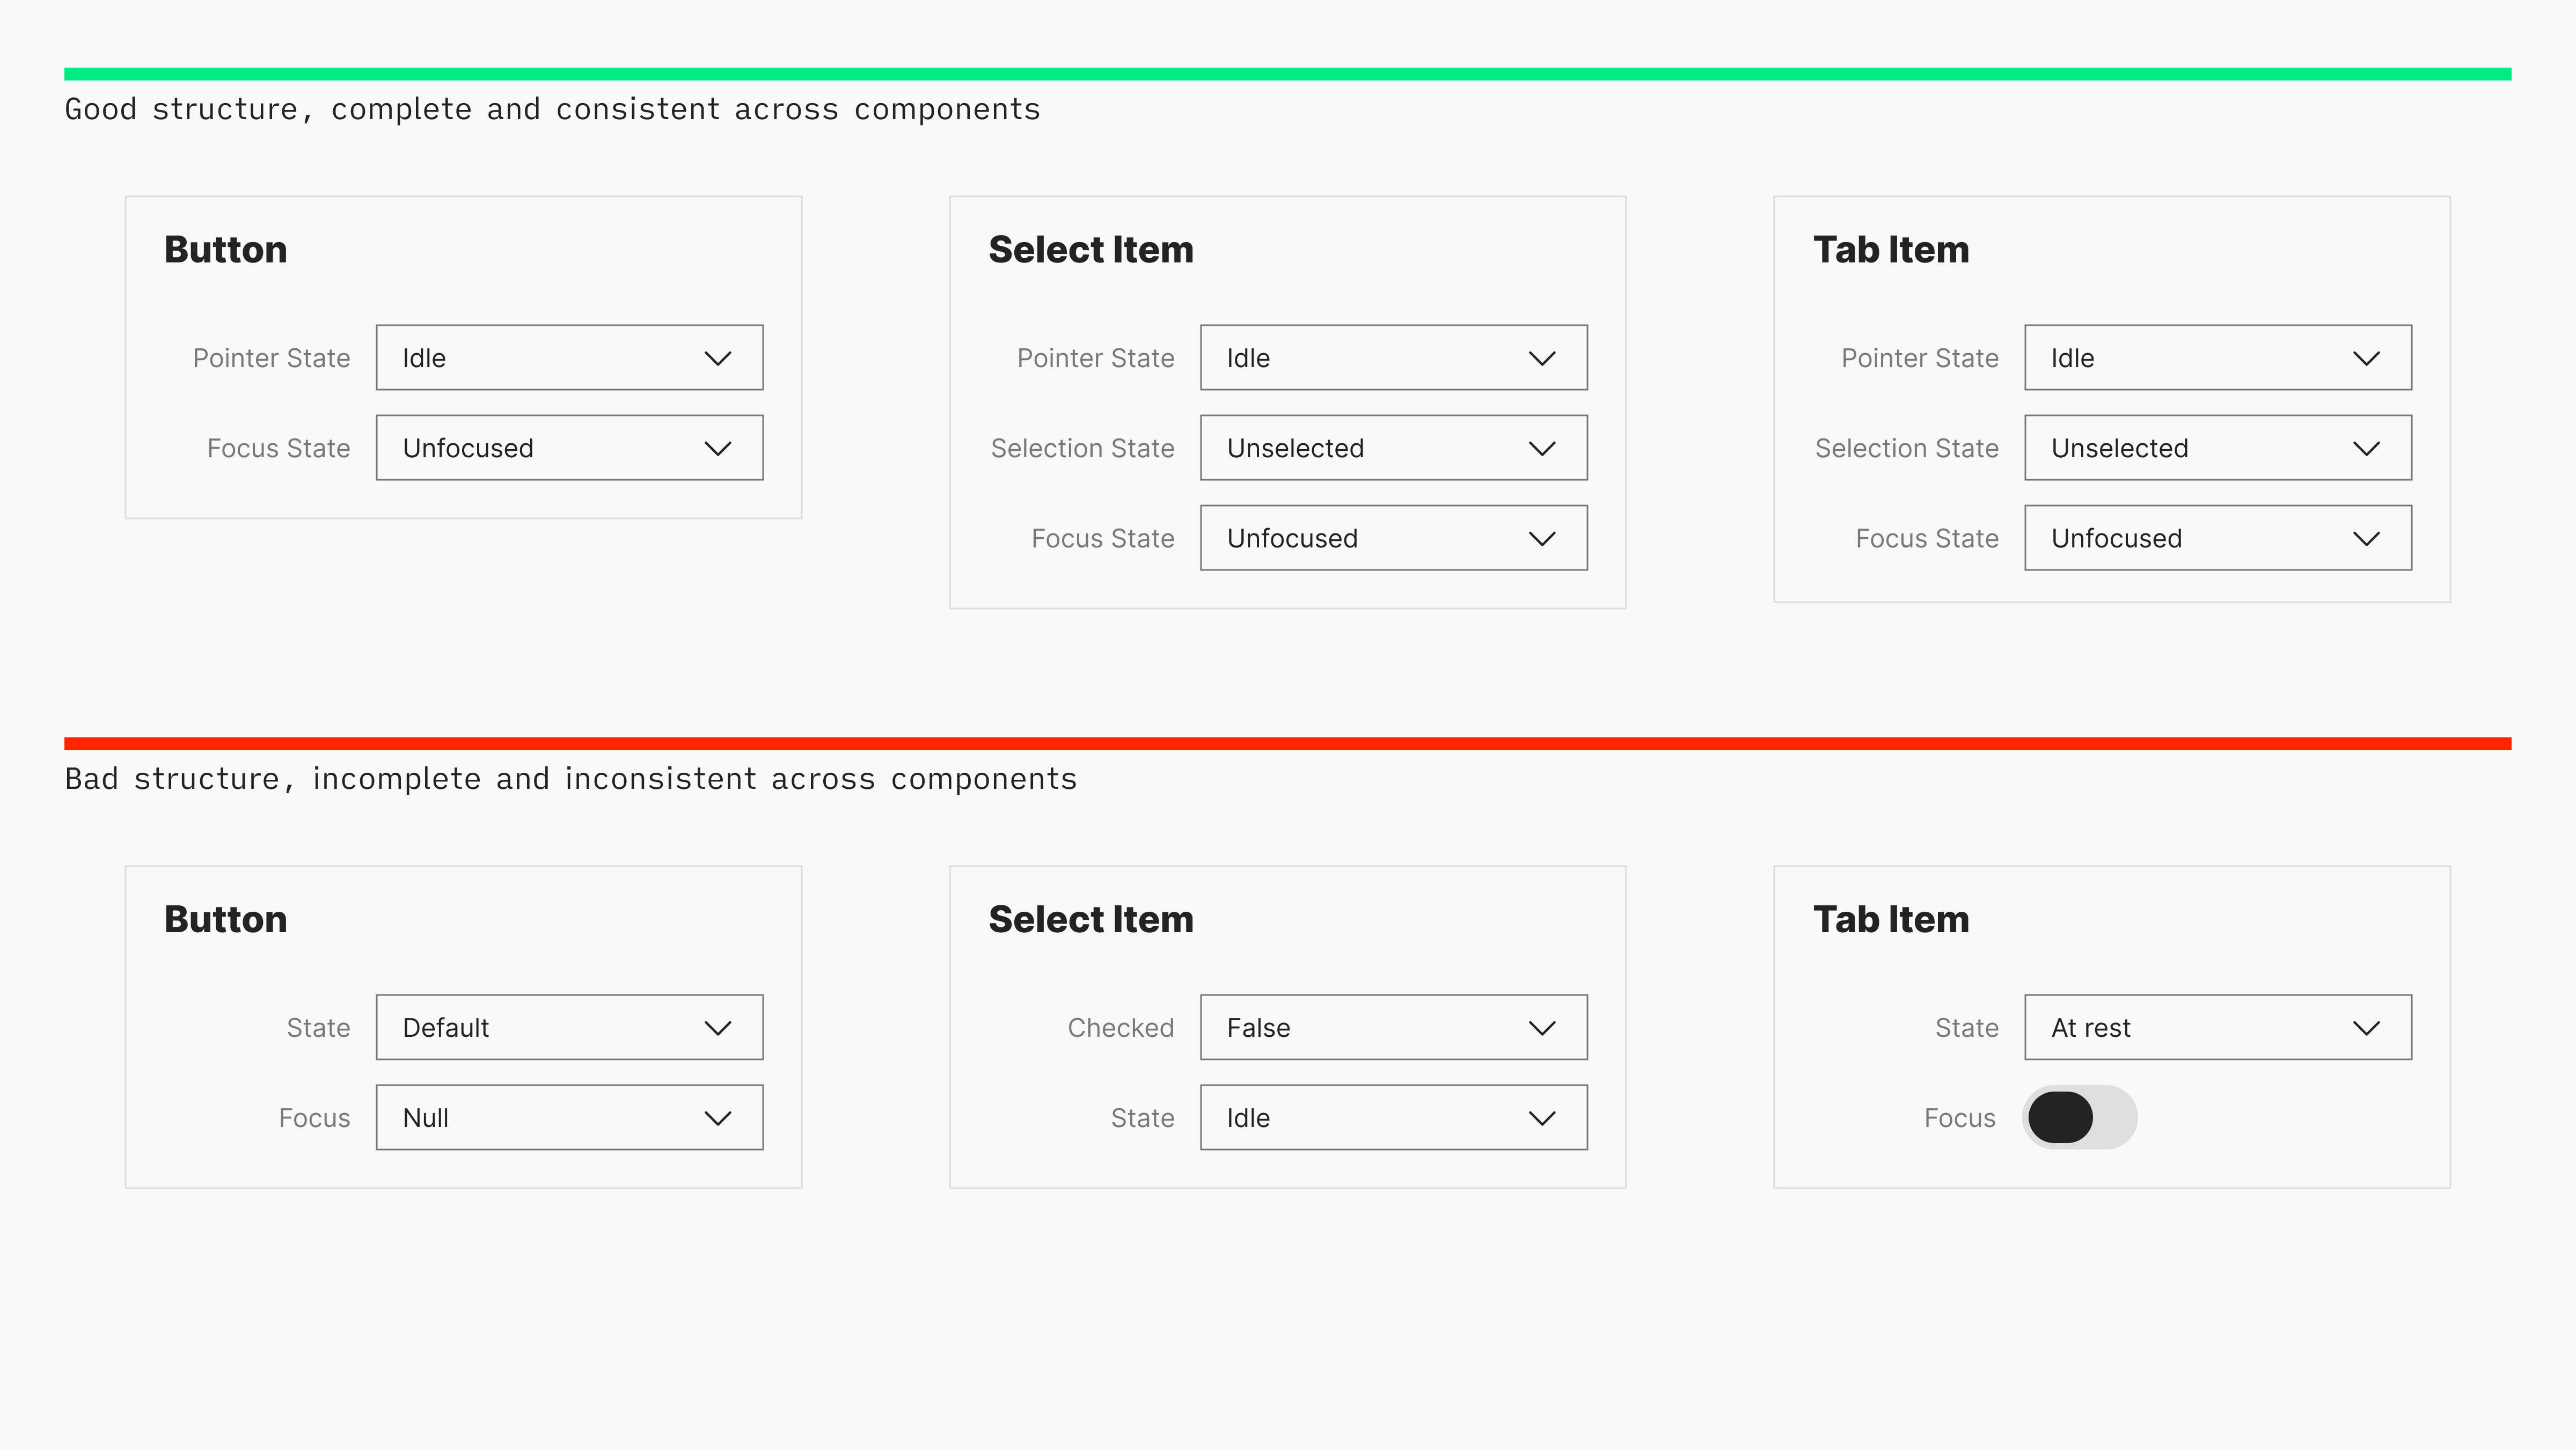 Good structure, complete and consistent across components
Button
Pointer State Idle
Focus State Unfocused
Select Item
Pointer State Idle
Selection State Unselected
Focus State Unfocused
Tab Item
Pointer State Idle
Selection State Unselected
Focus State Unfocused
Bad structure, incomplete and inconsistent across components
Button
State Default
Focus Null
Select Item
Checked False
State Idle
Tab Item
State At rest
Focus